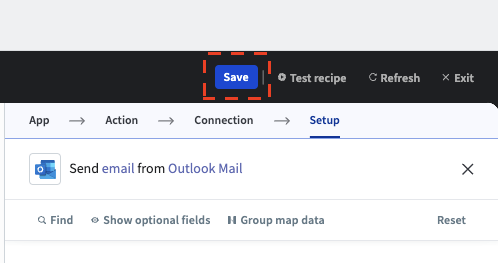 Save Test recipe Refresh Exit
App Action Connection Setup
Send email from Outlook Mail
Find Show optional fields Group map data Reset